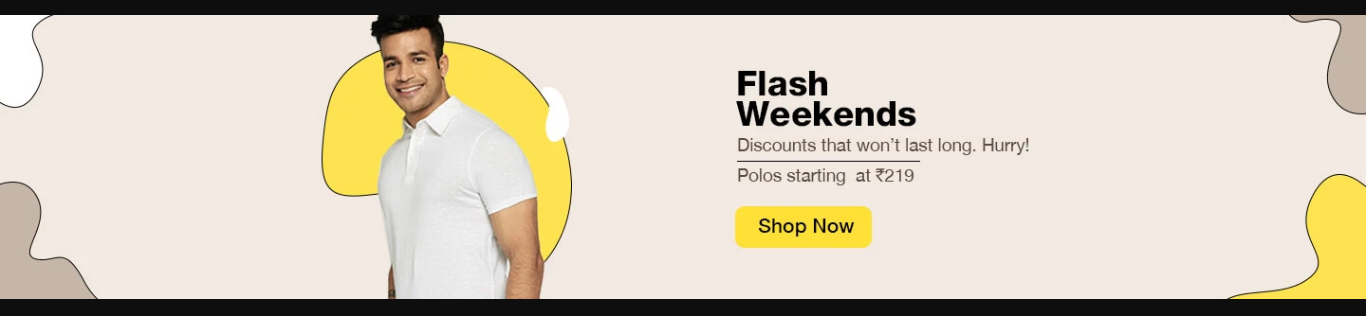 Flash
Weekends
Discounts that won't last long. Hurry!
Polos starting at ₹219
Shop Now